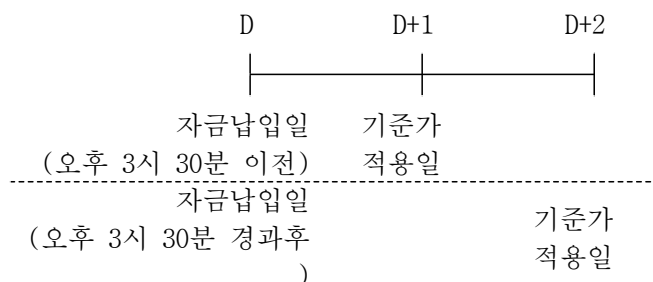 D D+1 D+2
자금납입일 기준가
(오후 3시 30분 이전) 적용일
자금납입일
(오후 3시 30분 경과후
)
기준가
적용일